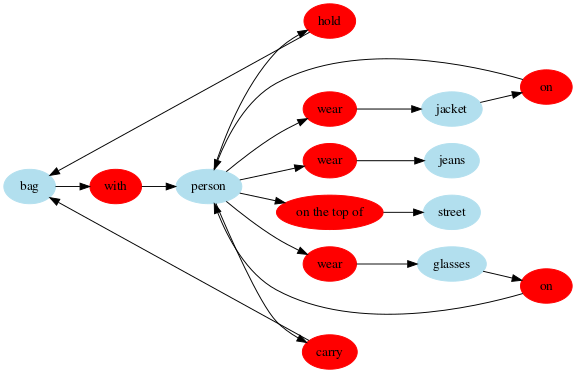 hold
on
wear
jacket
wear
jeans
bag
with
person
on the top of
street
wear
glasses
on
carry